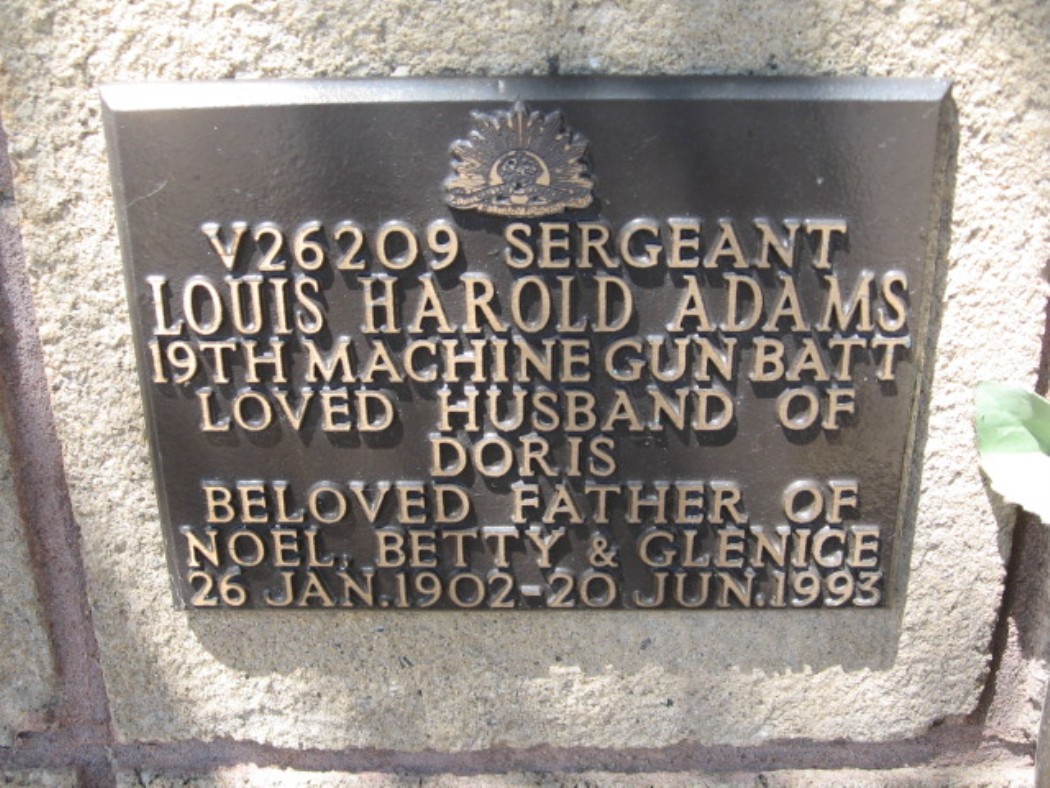 V26209 SERGEANT
LOUIS HAROLD ADAMS
19TH MACHINE GUN BATT
LOVED HUSBAND OF
DORIS
BELOVED FATHER OF
NOEL, BETTY & GLENICE
26 JAN.1902-20 JUN.1993